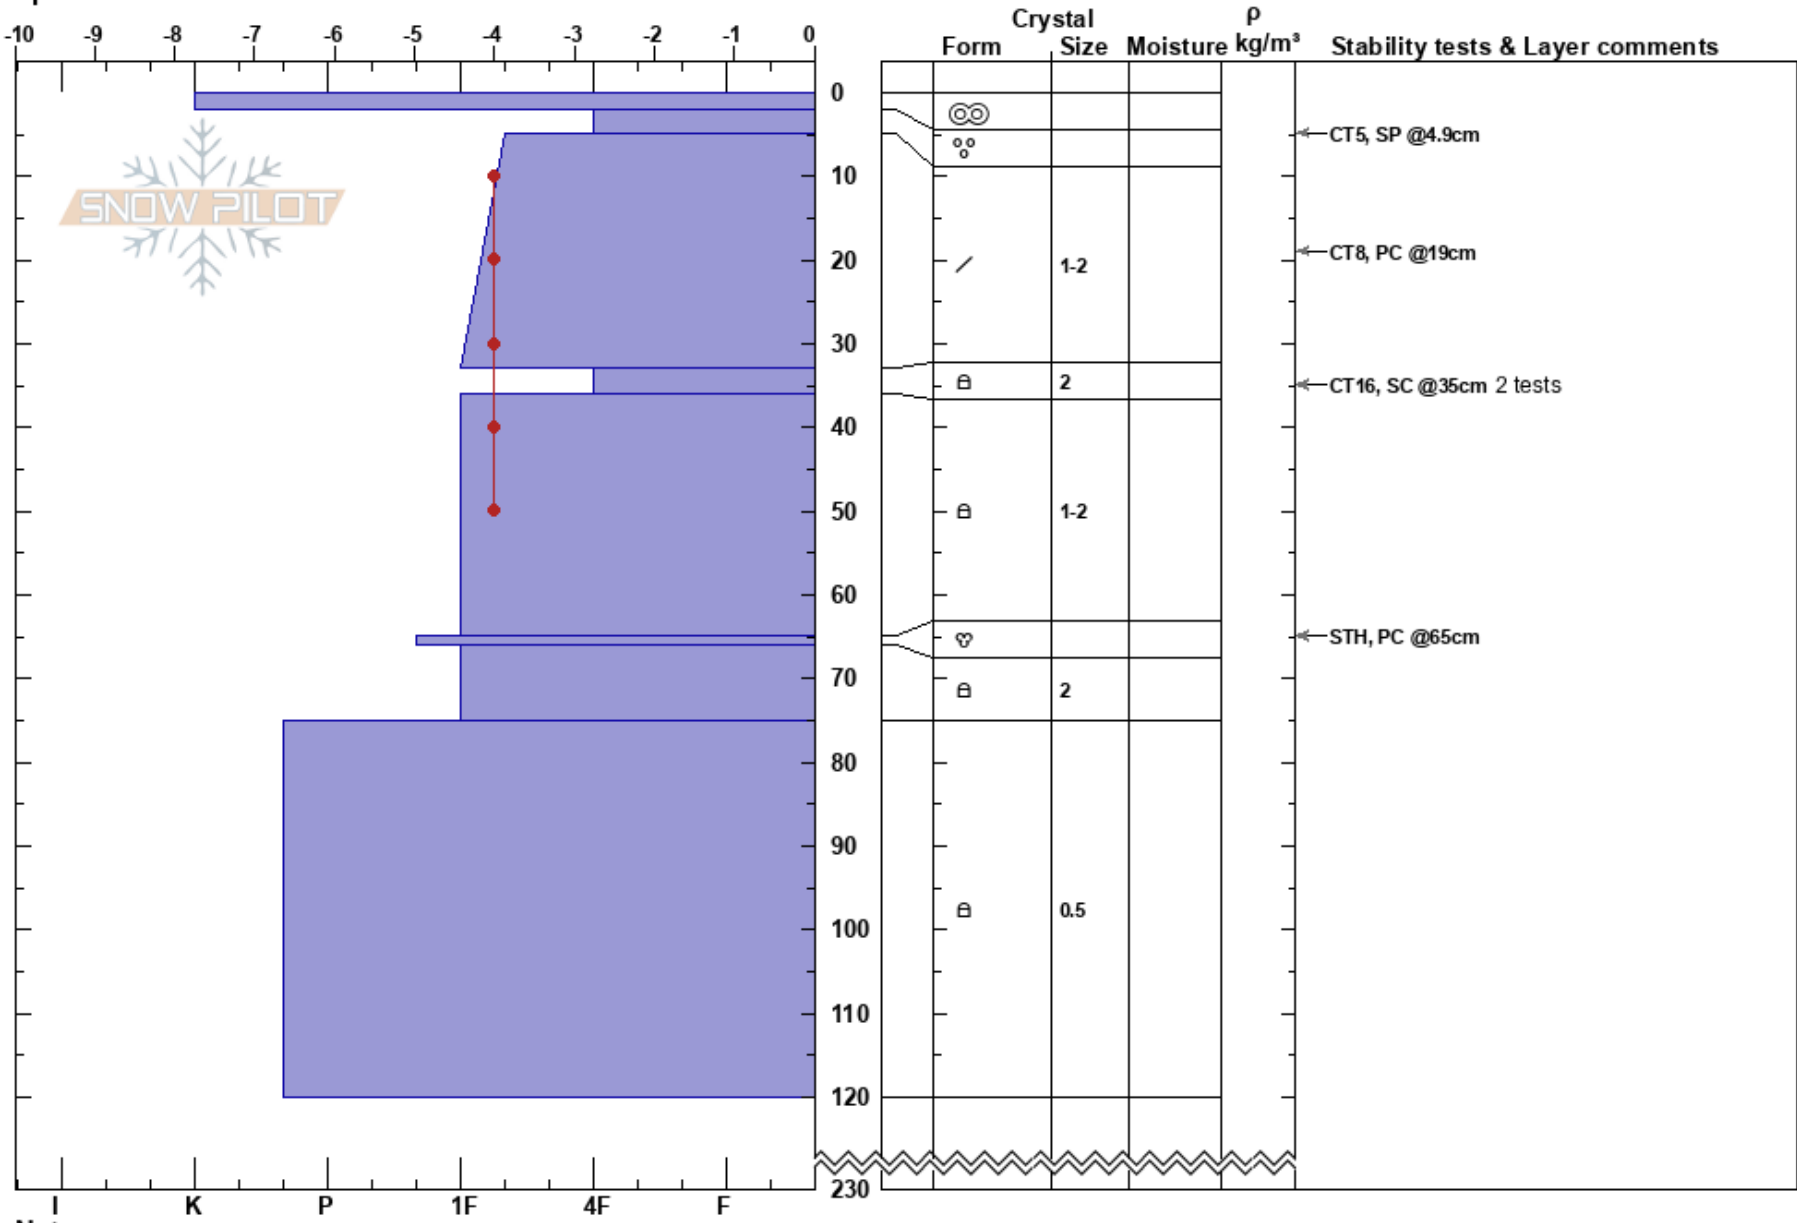 Crystal ρ
Form Size Moisture kg/m³ Stability tests & Layer comments
-10 -9 -8 -7 -6 -5 -4 -3 -2 -1 0
0
CT5, SP @4.9cm
10
SNOW PILOT
CT8, PC @19cm
20
1-2
30
2
CT16, SC @35cm 2 tests
40
50
1-2
60
STH, PC @65cm
70
2
80
90
0.5
100
110
120
230
I K P 1F 4F F